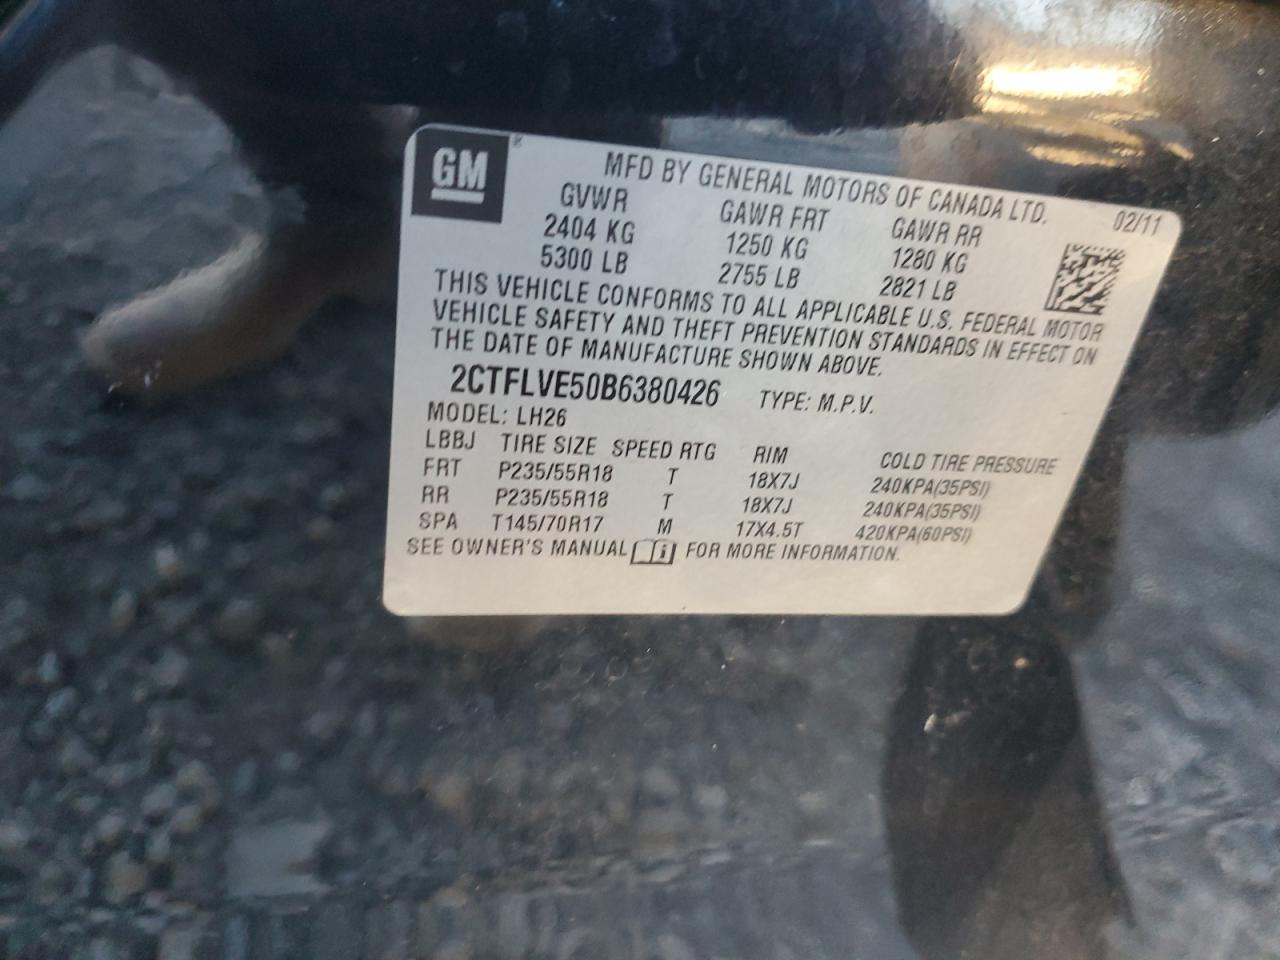 GM®
MFD BY GENERAL MOTORS OF CANADA LTD.
02/11
GVWR GAWR FRT GAWR RR
2404 KG 1250 KG 1280 KG
5300 LB 2755 LB 2821 LB
THIS VEHICLE CONFORMS TO ALL APPLICABLE U.S. FEDERAL MOTOR
VEHICLE SAFETY AND THEFT PREVENTION STANDARDS IN EFFECT ON
THE DATE OF MANUFACTURE SHOWN ABOVE.
2CTFLVE50B6380426 TYPE: M.P.V.
MODEL: LH26
LBBJ TIRE SIZE SPEED RTG RIM COLD TIRE PRESSURE
FRT P235/55R18 T 18X7J 240KPA(35PSI)
RR P235/55R18 T 18X7J 240KPA(35PSI)
SPA T145/70R17 M 17X4.5T 420KPA(60PSI)
SEE OWNER'S MANUAL i FOR MORE INFORMATION.